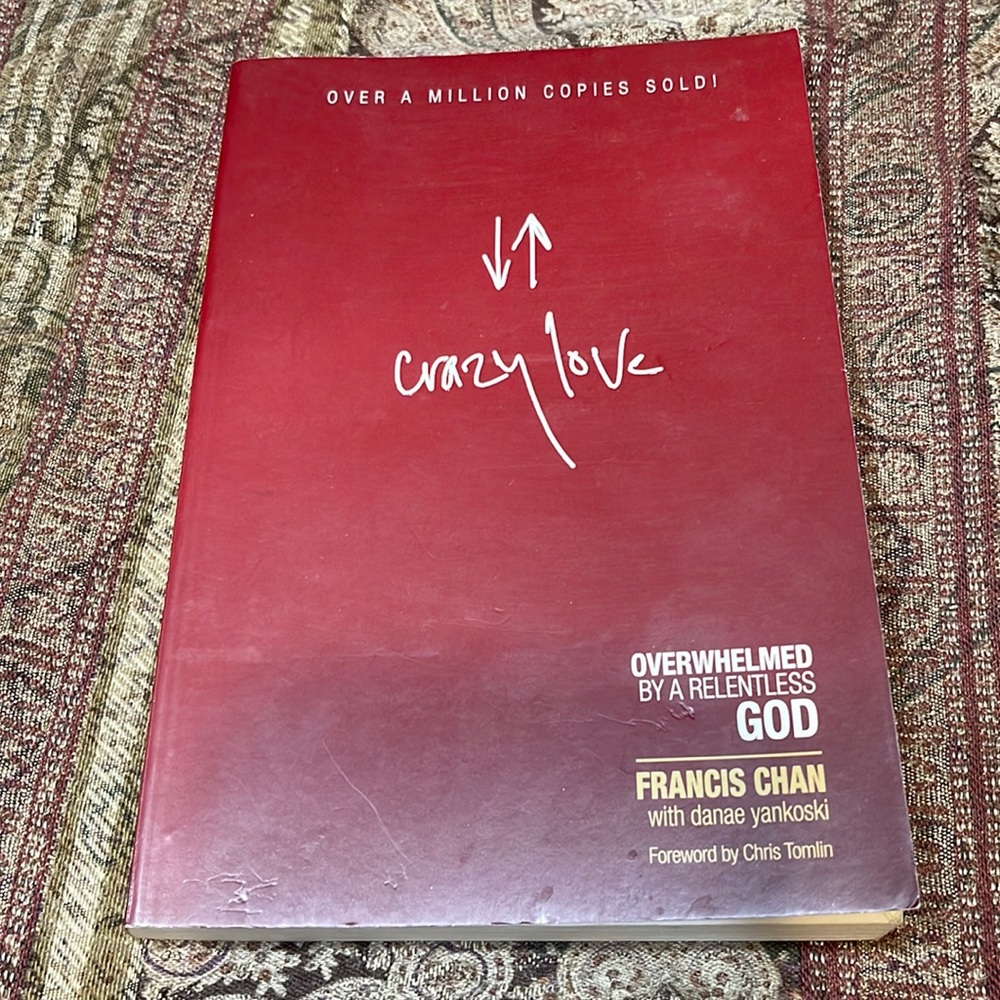 OVER A MILLION COPIES SOLD!
crazy love
OVERWHELMED
BY A RELENTLESS
GOD
FRANCIS CHAN
with danae yankoski
Foreword by Chris Tomlin